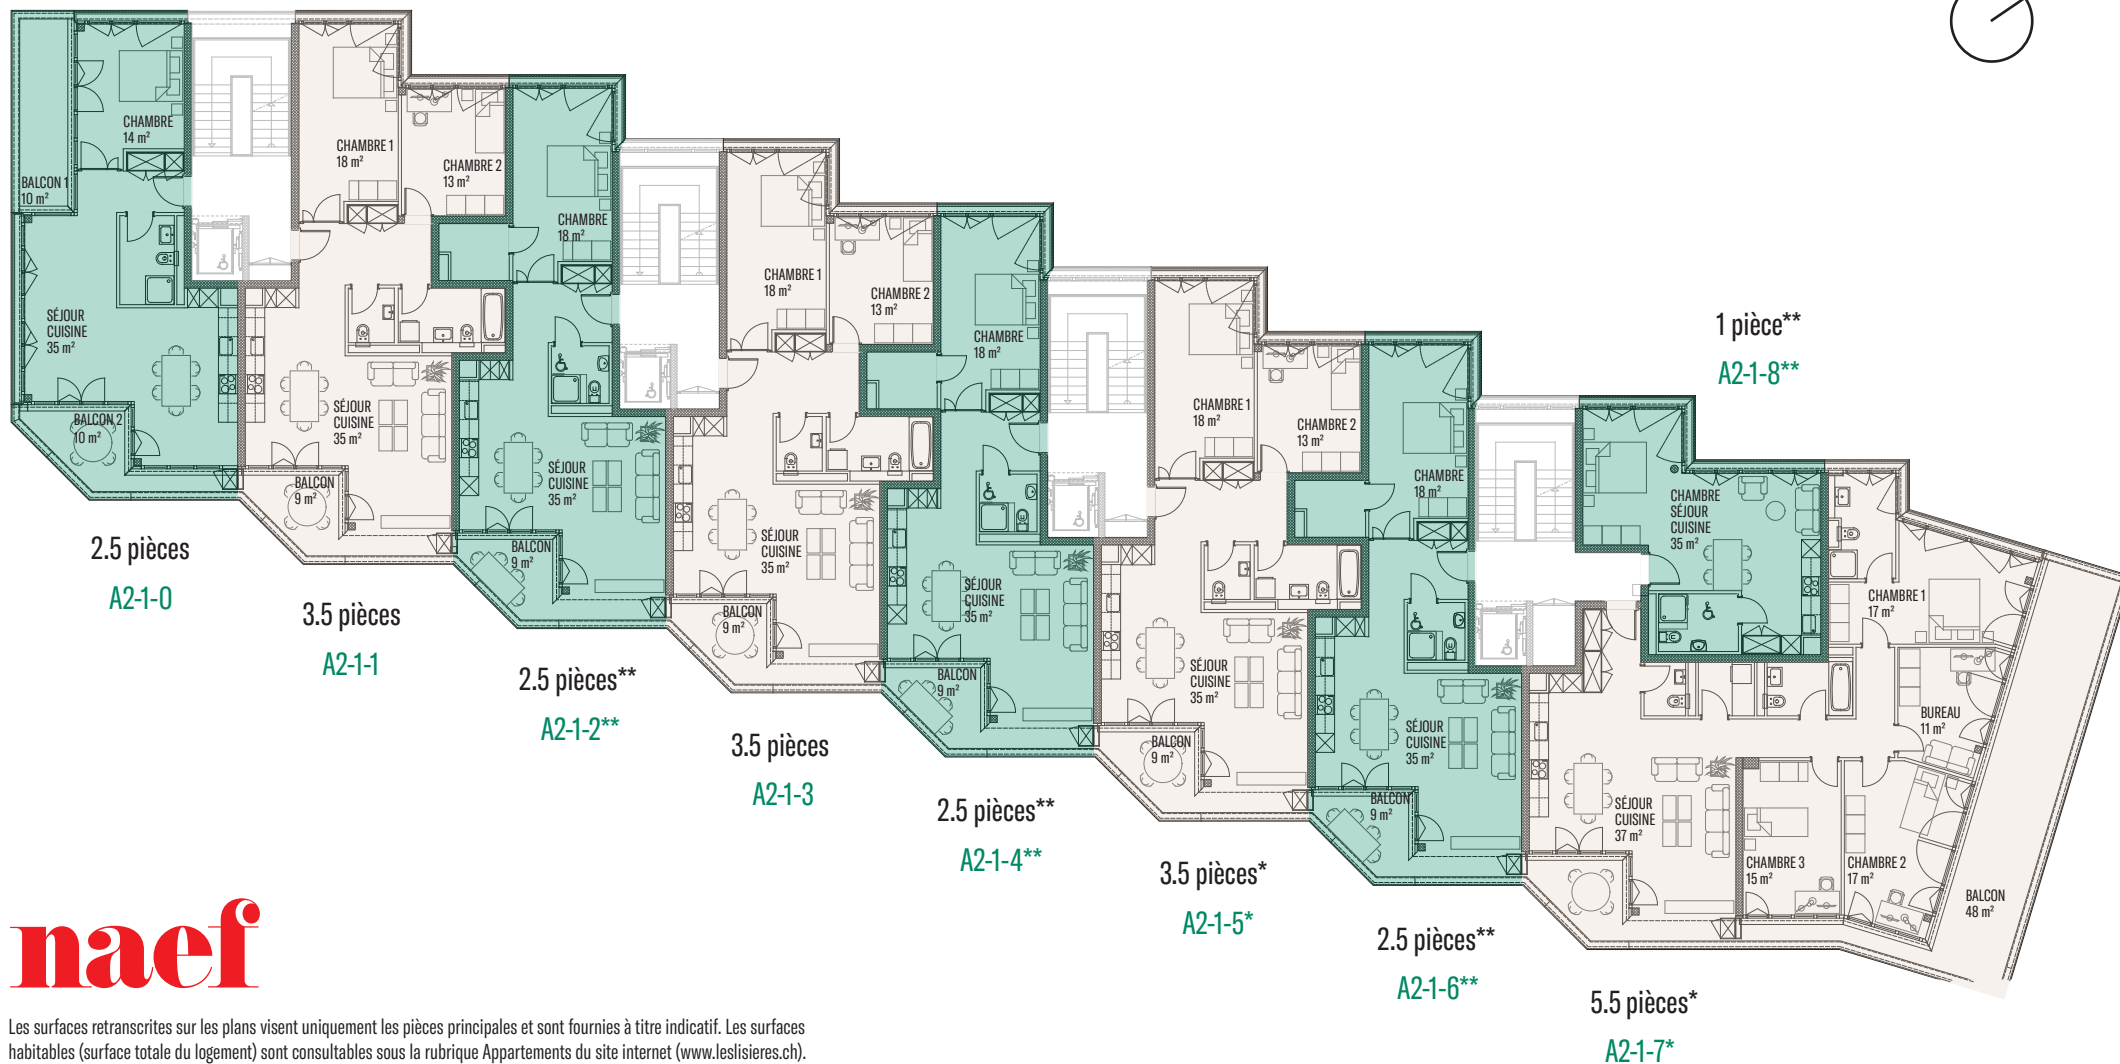 CHAMBRE
14 m²
BALCON 1
10 m²
SÉJOUR
CUISINE
35 m²
BALCON 2
10 m²
2.5 pièces
A2-1-0
CHAMBRE 1
18 m²
CHAMBRE 2
13 m²
SÉJOUR
CUISINE
35 m²
BALCON
9 m²
3.5 pièces
A2-1-1
CHAMBRE
18 m²
SÉJOUR
CUISINE
35 m²
BALCON
9 m²
2.5 pièces**
A2-1-2**
CHAMBRE 1
18 m²
CHAMBRE 2
13 m²
SÉJOUR
CUISINE
35 m²
BALCON
9 m²
3.5 pièces
A2-1-3
CHAMBRE
18 m²
SÉJOUR
CUISINE
35 m²
BALCON
9 m²
2.5 pièces**
A2-1-4**
CHAMBRE 1
18 m²
CHAMBRE 2
13 m²
SÉJOUR
CUISINE
35 m²
BALCON
9 m²
3.5 pièces*
A2-1-5*
CHAMBRE
18 m²
SÉJOUR
CUISINE
35 m²
BALCON
9 m²
2.5 pièces**
A2-1-6**
1 pièce**
A2-1-8**
CHAMBRE
SÉJOUR
CUISINE
35 m²
CHAMBRE 1
17 m²
BUREAU
11 m²
SÉJOUR
CUISINE
37 m²
CHAMBRE 3
15 m²
CHAMBRE 2
17 m²
BALCON
48 m²
5.5 pièces*
A2-1-7*
naef
Les surfaces retranscrites sur les plans visent uniquement les pièces principales et sont fournies à titre indicatif. Les surfaces
habitables (surface totale du logement) sont consultables sous la rubrique Appartements du site internet (www.leslisieres.ch).